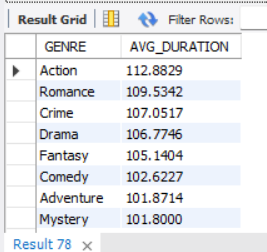 Result Grid Filter Rows:
GENRE AVG_DURATION
Action 112.8829
Romance 109.5342
Crime 107.0517
Drama 106.7746
Fantasy 105.1404
Comedy 102.6227
Adventure 101.8714
Mystery 101.8000
Result 78 ×